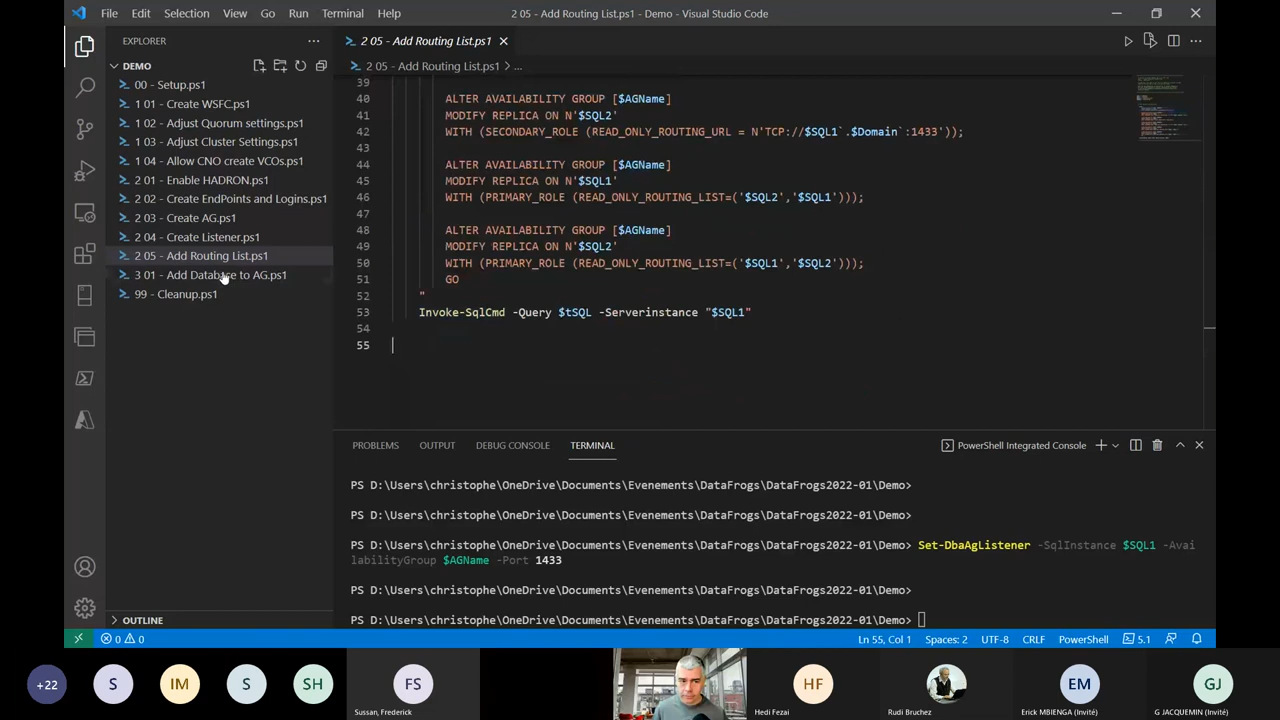 File Edit Selection View Go Run Terminal Help 2 05 - Add Routing List.ps1 - Demo - Visual Studio Code
EXPLORER
DEMO
00 - Setup.ps1
1 01 - Create WSFC.ps1
1 02 - Adjust Quorum settings.ps1
1 03 - Adjust Cluster Settings.ps1
1 04 - Allow CNO create VCOs.ps1
2 01 - Enable HADRON.ps1
2 02 - Create EndPoints and Logins.ps1
2 03 - Create AG.ps1
2 04 - Create Listener.ps1
2 05 - Add Routing List.ps1
3 01 - Add Database to AG.ps1
99 - Cleanup.ps1
OUTLINE
2 05 - Add Routing List.ps1
2 05 - Add Routing List.ps1 > ...
39
40 ALTER AVAILABILITY GROUP [$AGName]
41 MODIFY REPLICA ON N'$SQL2'
42 WITH (SECONDARY_ROLE (READ_ONLY_ROUTING_URL = N'TCP://$SQL1`.$Domain`:1433'));
43
44 ALTER AVAILABILITY GROUP [$AGName]
45 MODIFY REPLICA ON N'$SQL1'
46 WITH (PRIMARY_ROLE (READ_ONLY_ROUTING_LIST=('$SQL2','$SQL1')));
47
48 ALTER AVAILABILITY GROUP [$AGName]
49 MODIFY REPLICA ON N'$SQL2'
50 WITH (PRIMARY_ROLE (READ_ONLY_ROUTING_LIST=('$SQL1','$SQL2')));
51 GO
52 "
53 Invoke-SqlCmd -Query $tSQL -Serverinstance "$SQL1"
54
55
PROBLEMS OUTPUT DEBUG CONSOLE TERMINAL PowerShell Integrated Console
PS D:\Users\christophe\OneDrive\Documents\Evenements\DataFrogs\DataFrogs2022-01\Demo>
PS D:\Users\christophe\OneDrive\Documents\Evenements\DataFrogs\DataFrogs2022-01\Demo>
PS D:\Users\christophe\OneDrive\Documents\Evenements\DataFrogs\DataFrogs2022-01\Demo> Set-DbaAgListener -SqlInstance $SQL1 -Avai
labilityGroup $AGName -Port 1433
PS D:\Users\christophe\OneDrive\Documents\Evenements\DataFrogs\DataFrogs2022-01\Demo>
PS D:\Users\christophe\OneDrive\Documents\Evenements\DataFrogs\DataFrogs2022-01\Demo>
0 0 Ln 55, Col 1 Spaces: 2 UTF-8 CRLF PowerShell 5.1
+22 S IM S SH FS HF EM GJ
Sussan, Frederick Hedi Fezai Rudi Bruchez Erick MBIENGA (Invité) G JACQUEMIN (Invité)